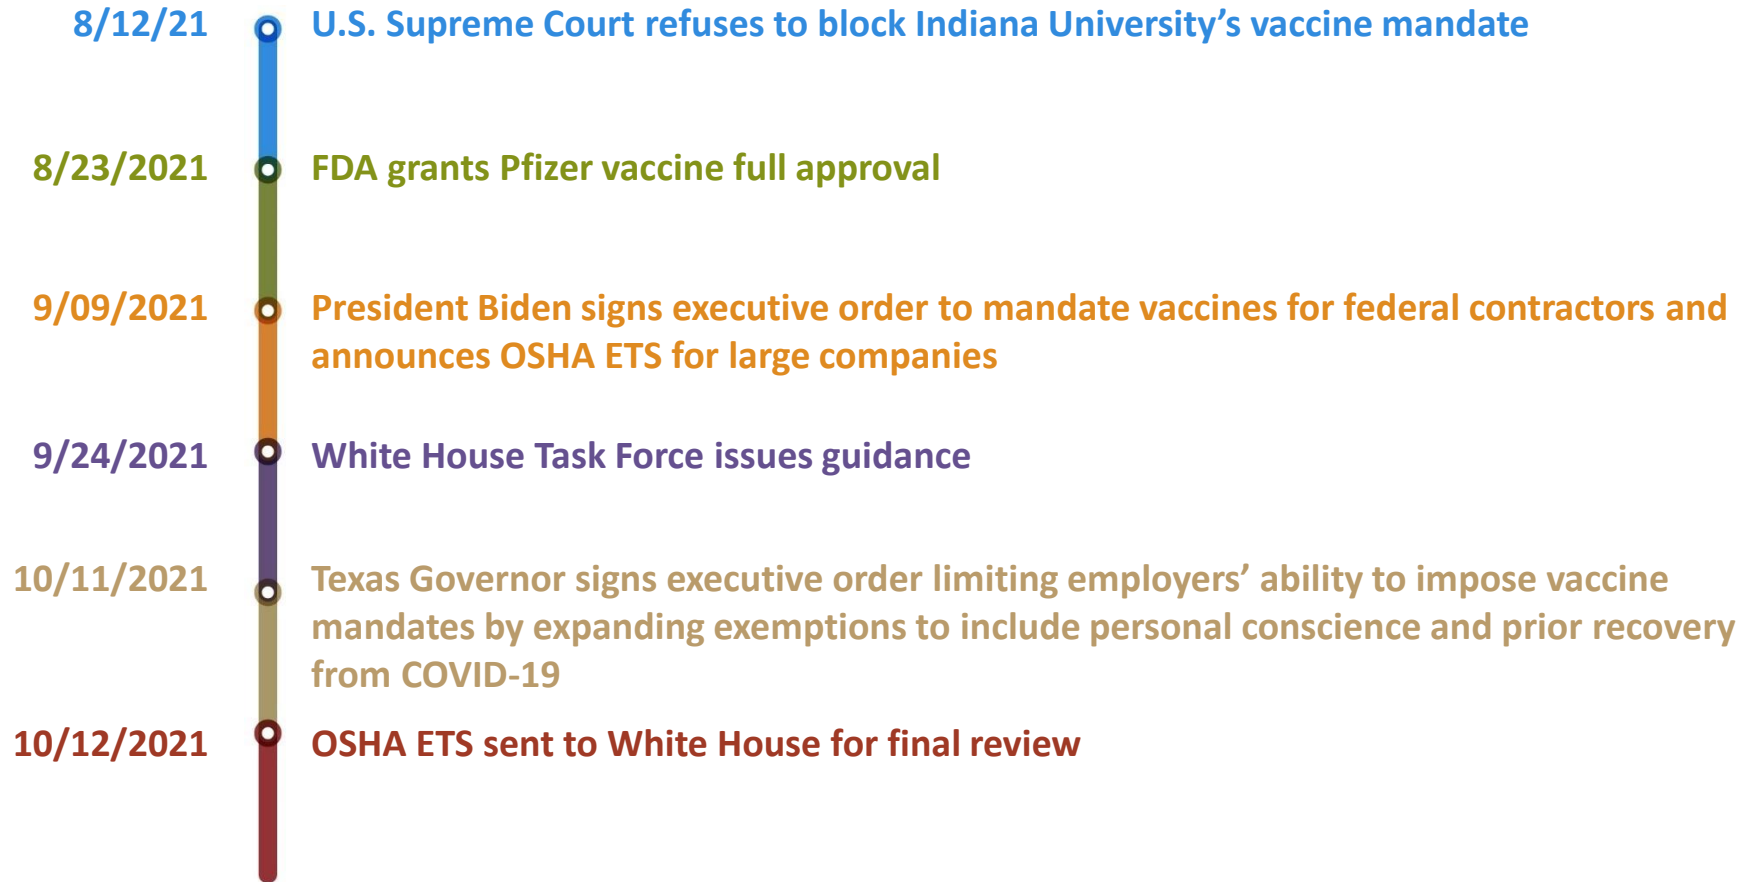 8/12/21 U.S. Supreme Court refuses to block Indiana University’s vaccine mandate
8/23/2021 FDA grants Pfizer vaccine full approval
9/09/2021 President Biden signs executive order to mandate vaccines for federal contractors and
announces OSHA ETS for large companies
9/24/2021 White House Task Force issues guidance
10/11/2021 Texas Governor signs executive order limiting employers’ ability to impose vaccine
mandates by expanding exemptions to include personal conscience and prior recovery
from COVID-19
10/12/2021 OSHA ETS sent to White House for final review